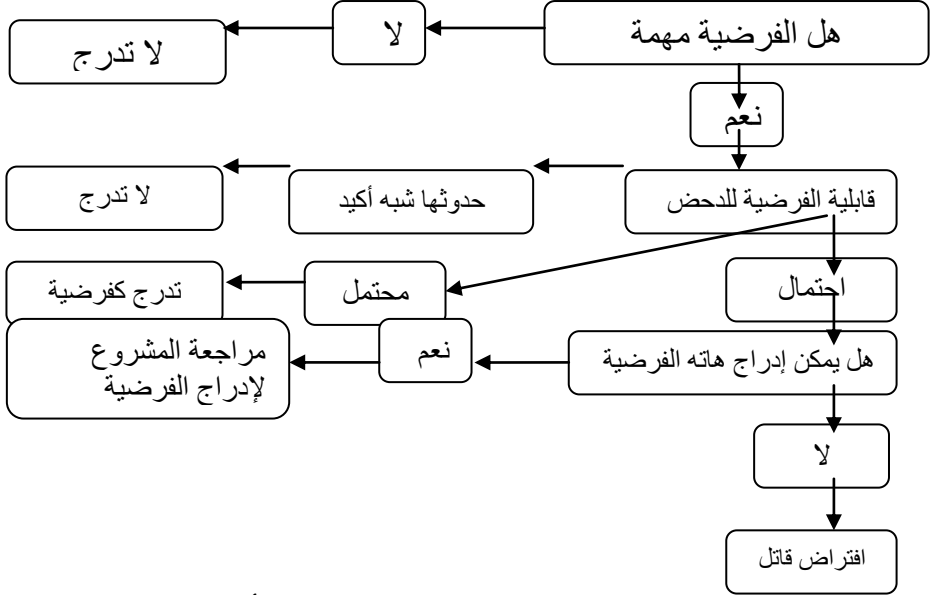 هل الفرضية مهمة
لا
لا تدرج
نعم
قابلية الفرضية للدحض
حدوثها شبه أكيد
لا تدرج
احتمال
محتمل
تدرج كفرضية
هل يمكن إدراج هاته الفرضية
نعم
مراجعة المشروع
لإدراج الفرضية
لا
افتراض قاتل